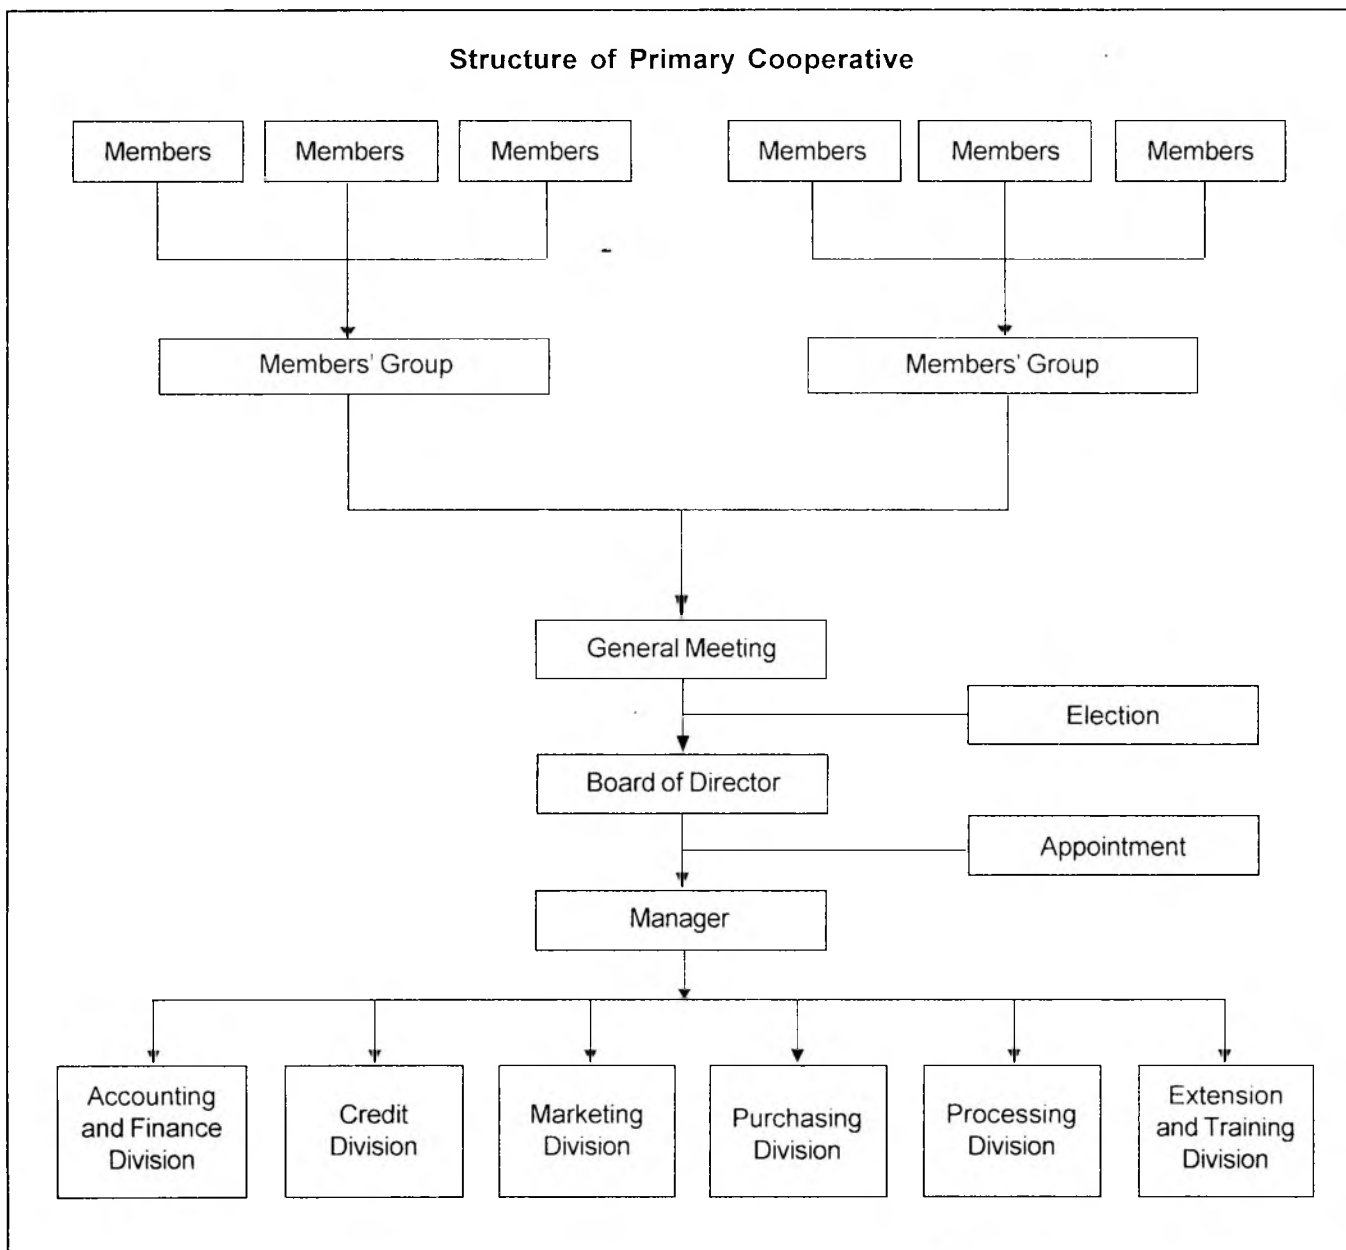 Structure of Primary Cooperative
Members
Members
Members
Members
Members
Members
Members' Group
Members' Group
General Meeting
Election
Board of Director
Appointment
Manager
Accounting
and Finance
Division
Credit
Division
Marketing
Division
Purchasing
Division
Processing
Division
Extension
and Training
Division